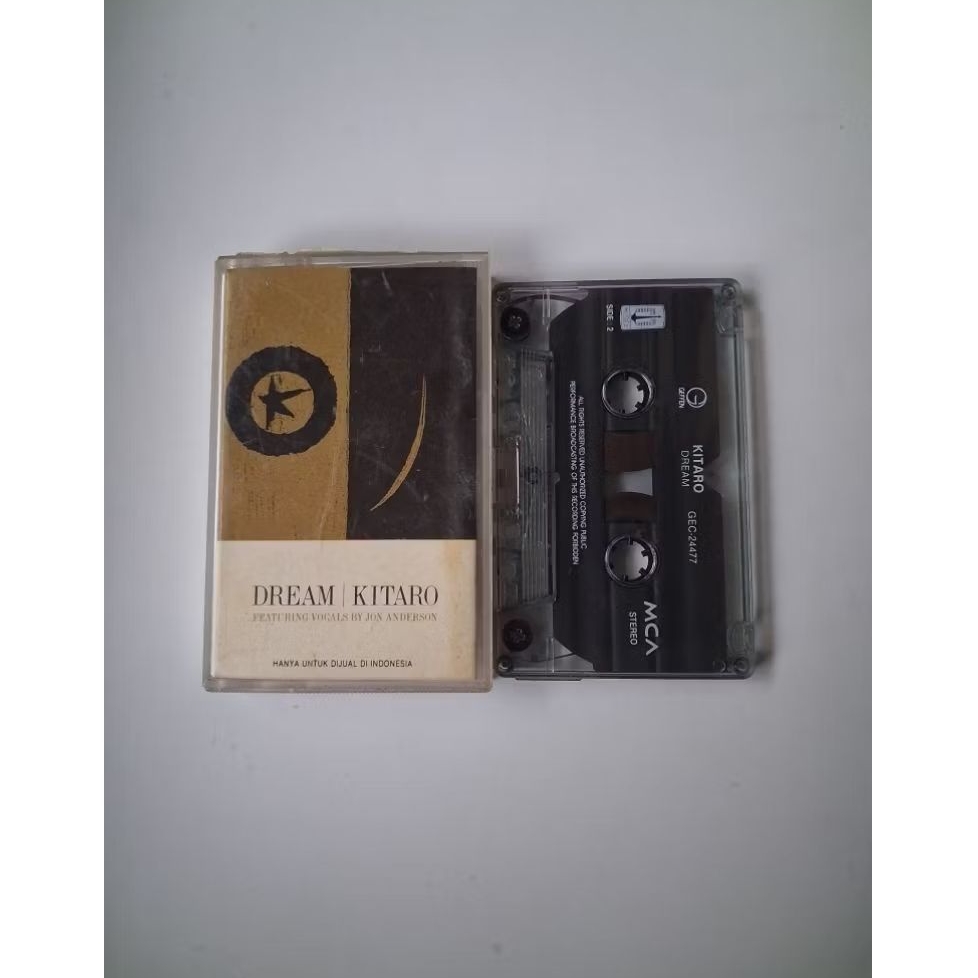 DREAM | KITARO
FEATURING VOCALS BY JON ANDERSON
HANYA UNTUK DIJUAL DI INDONESIA
GEFFEN
KITARO
DREAM
GEC-24477
SIDE : 2
MCA
STEREO
ALL RIGHTS RESERVED UNAUTHORIZED COPYING PUBLIC
PERFORMANCE BROADCASTING OF THIS RECORDING FORBIDDEN